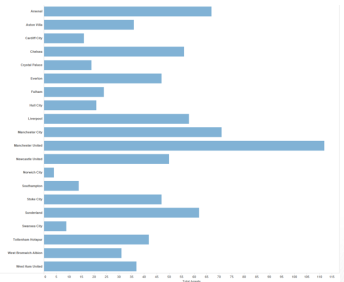 Arsenal
Aston Villa
Cardiff City
Chelsea
Crystal Palace
Everton
Fulham
Hull City
Liverpool
Manchester City
Manchester United
Newcastle United
Norwich City
Southampton
Stoke City
Sunderland
Swansea City
Tottenham Hotspur
West Bromwich Albion
West Ham United
0 5 10 15 20 25 30 35 40 45 50 55 60 65 70 75 80 85 90 95 100 105 110 115